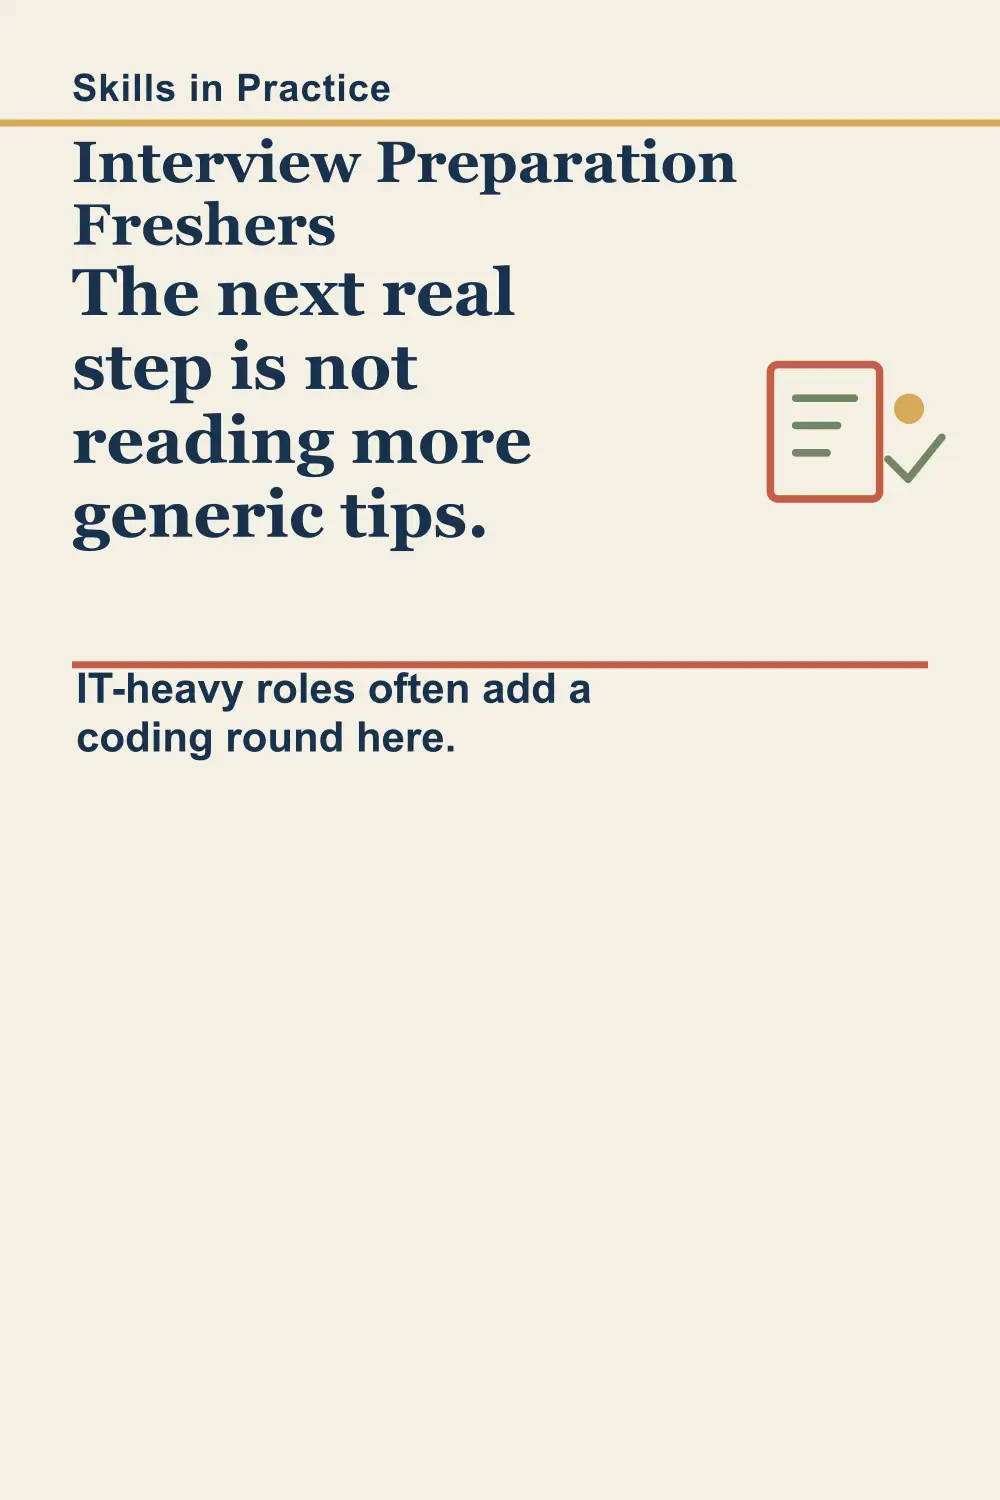 Skills in Practice
Interview Preparation
Freshers
The next real
step is not
reading more
generic tips.
IT-heavy roles often add a
coding round here.